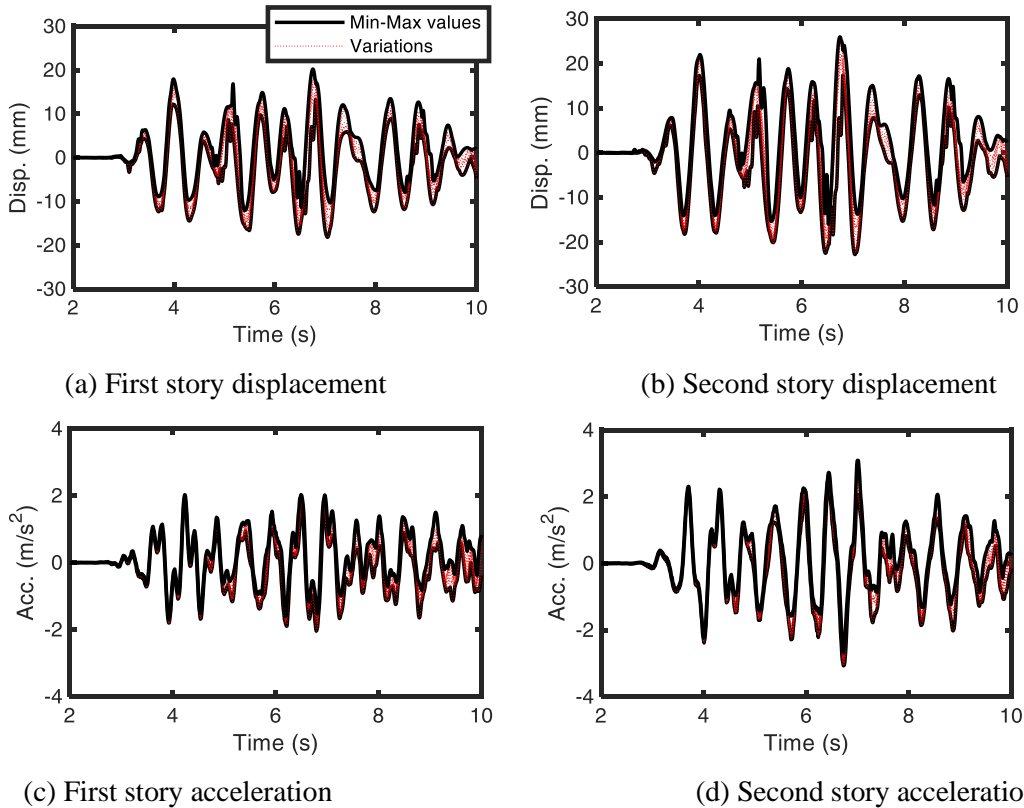 Min-Max values
Variations
30
20
10
0
-10
-20
-30
Disp. (mm)
2 4 6 8 10
Time (s)
(a) First story displacement
30
20
10
0
-10
-20
-30
Disp. (mm)
2 4 6 8 10
Time (s)
(b) Second story displacement
4
2
0
-2
-4
Acc. (m/s²)
2 4 6 8 10
Time (s)
(c) First story acceleration
4
2
0
-2
-4
Acc. (m/s²)
2 4 6 8 10
Time (s)
(d) Second story acceleratio